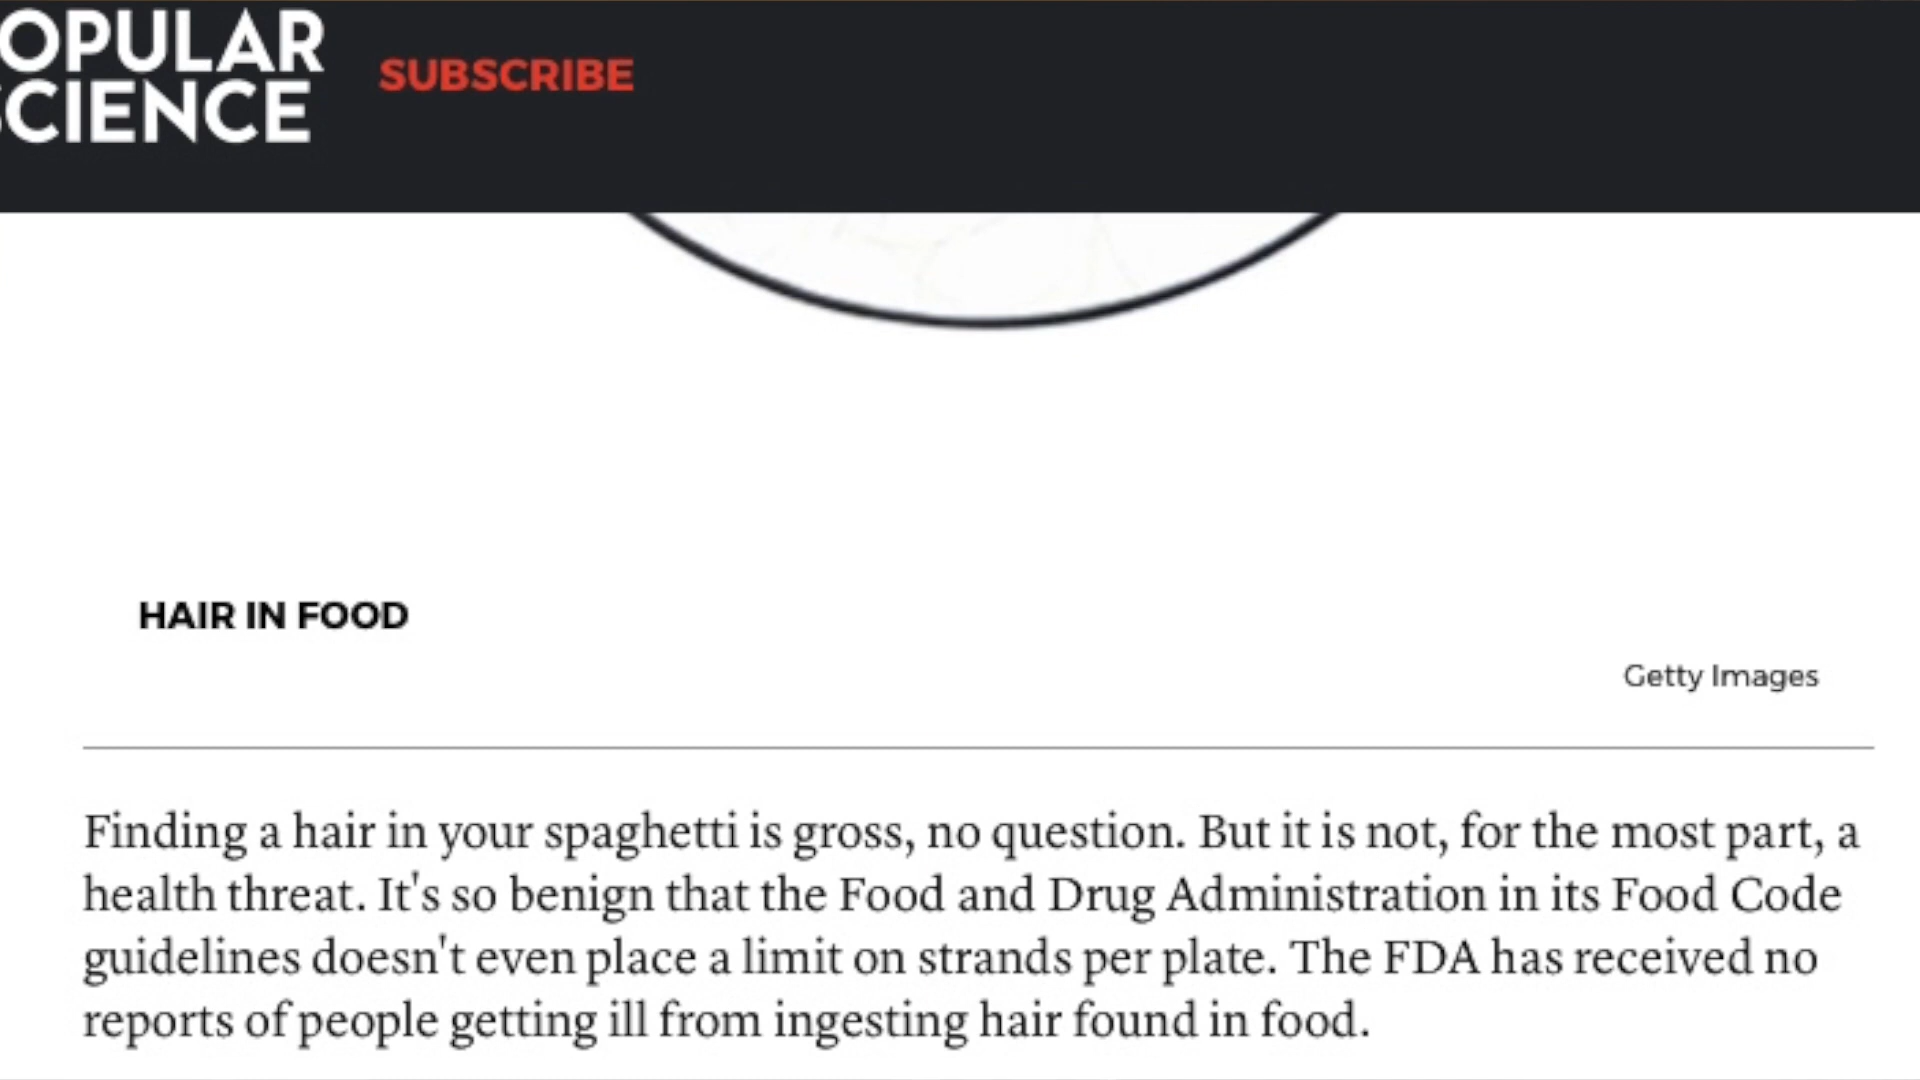 OPULAR
SCIENCE
SUBSCRIBE
HAIR IN FOOD
Getty Images
Finding a hair in your spaghetti is gross, no question. But it is not, for the most part, a
health threat. It's so benign that the Food and Drug Administration in its Food Code
guidelines doesn't even place a limit on strands per plate. The FDA has received no
reports of people getting ill from ingesting hair found in food.